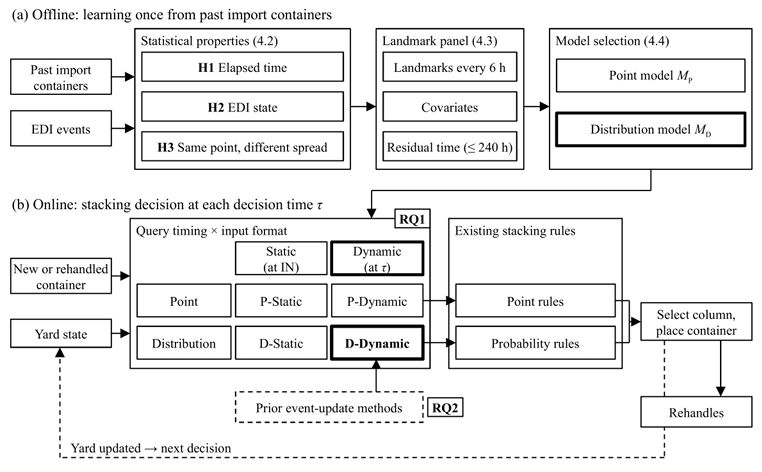 (a) Offline: learning once from past import containers
Past import
containers
EDI events
Statistical properties (4.2)
H1 Elapsed time
H2 EDI state
H3 Same point, different spread
Landmark panel (4.3)
Landmarks every 6 h
Covariates
Residual time (≤ 240 h)
Model selection (4.4)
Point model MP
Distribution model MD
(b) Online: stacking decision at each decision time τ
New or rehandled
container
Yard state
RQ1
Query timing × input format
Static
(at IN)
Dynamic
(at τ)
Point
P-Static
P-Dynamic
Distribution
D-Static
D-Dynamic
Existing stacking rules
Point rules
Probability rules
Select column,
place container
Rehandles
Prior event-update methods
RQ2
Yard updated → next decision